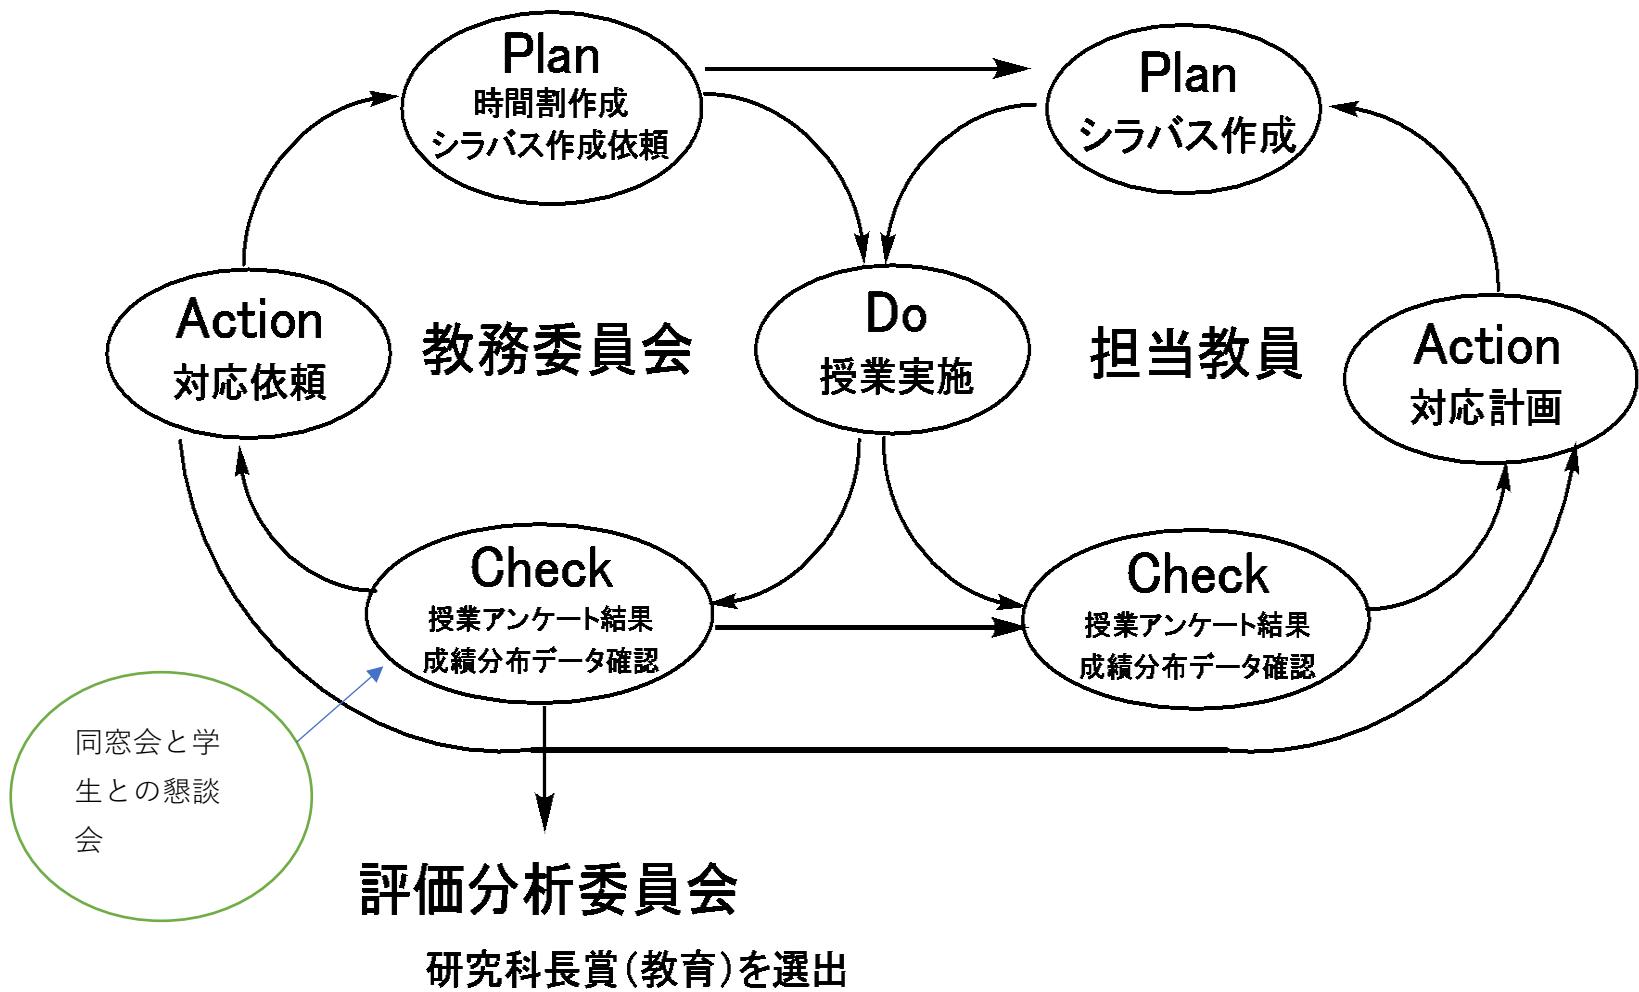 Plan
時間割作成
シラバス作成依頼
Plan
シラバス作成
Action
対応依頼
教務委員会
Do
授業実施
担当教員
Action
対応計画
Check
授業アンケート結果
成績分布データ確認
Check
授業アンケート結果
成績分布データ確認
同窓会と学
生との懇談
会
評価分析委員会
研究科長賞(教育)を選出